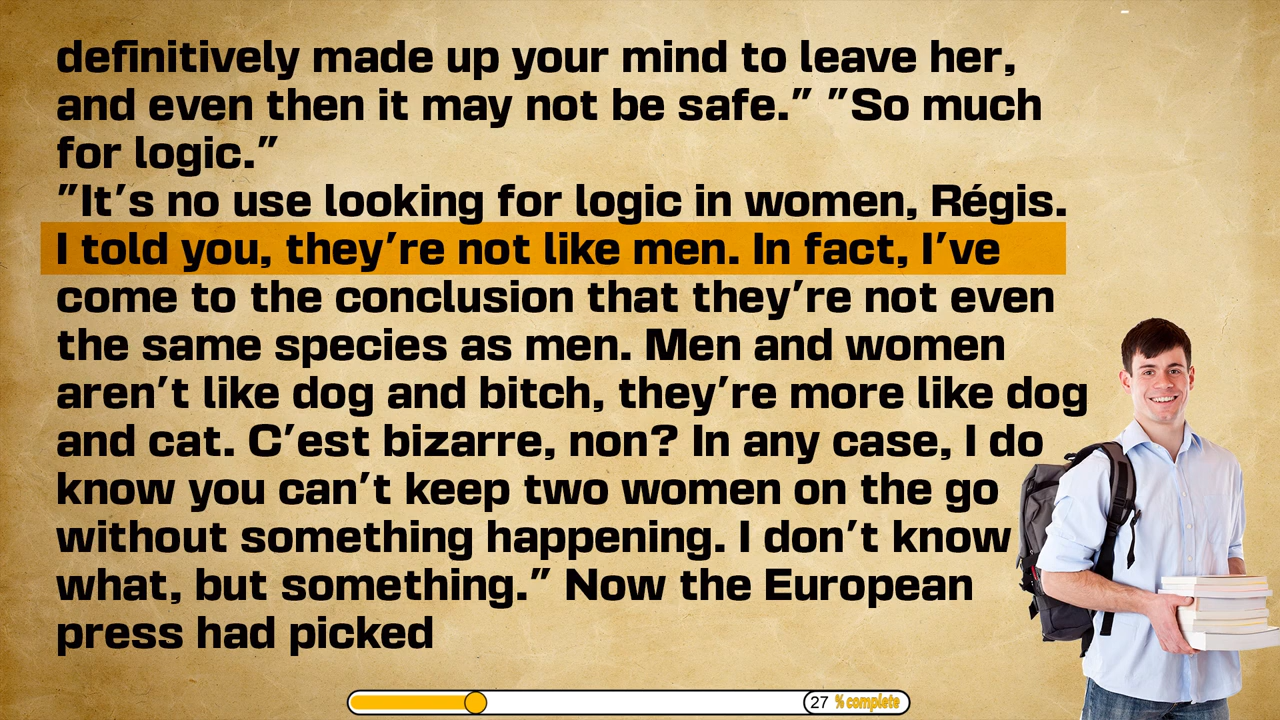 definitively made up your mind to leave her,
and even then it may not be safe.” ”So much
for logic.”
”It’s no use looking for logic in women, Régis.
I told you, they’re not like men. In fact, I’ve
come to the conclusion that they’re not even
the same species as men. Men and women
aren’t like dog and bitch, they’re more like dog
and cat. C’est bizarre, non? In any case, I do
know you can’t keep two women on the go
without something happening. I don’t know
what, but something.” Now the European
press had picked
27 % complete